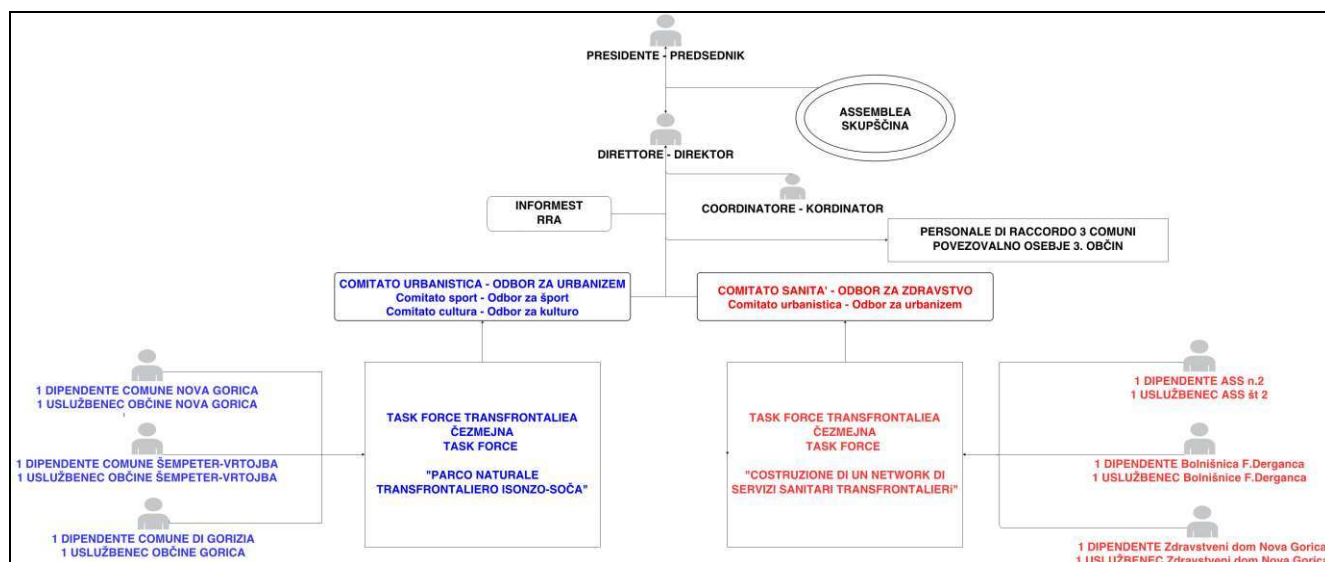 PRESIDENTE - PREDSEDNIK
ASSEMBLEA
SKUPŠČINA
DIRETTORE - DIREKTOR
COORDINATORE - KORDINATOR
INFORMEST
RRA
PERSONALE DI RACCORDO 3 COMUNI
POVEZOVALNO OSEBJE 3. OBČIN
COMITATO URBANISTICA - ODBOR ZA URBANIZEM
Comitato sport - Odbor za šport
Comitato cultura - Odbor za kulturo
COMITATO SANITA' - ODBOR ZA ZDRAVSTVO
Comitato urbanistica - Odbor za urbanizem
1 DIPENDENTE COMUNE NOVA GORICA
1 USLUŽBENEC OBČINE NOVA GORICA
1 DIPENDENTE COMUNE ŠEMPETER-VRTOJBA
1 USLUŽBENEC OBČINE ŠEMPETER-VRTOJBA
1 DIPENDENTE COMUNE DI GORIZIA
1 USLUŽBENEC OBČINE GORICA
TASK FORCE TRANSFRONTALIEA
ČEZMEJNA
TASK FORCE
"PARCO NATURALE
TRANSFRONTALIERO ISONZO-SOČA"
TASK FORCE TRANSFRONTALIEA
ČEZMEJNA
TASK FORCE
"COSTRUZIONE DI UN NETWORK DI
SERVIZI SANITARI TRANSFRONTALIERi"
1 DIPENDENTE ASS n.2
1 USLUŽBENEC ASS št 2
1 DIPENDENTE Bolnišnica F.Derganca
1 USLUŽBENEC Bolnišnice F.Derganca
1 DIPENDENTE Zdravstveni dom Nova Gorica
1 USLUŽBENEC Zdravstveni dom Nova Gorica